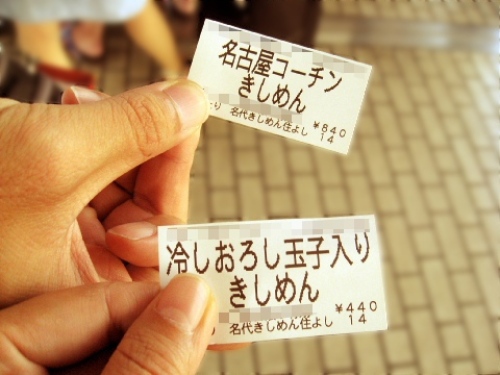 名古屋コーチン
きしめん
り 名代きしめん住よし ¥840
14
冷しおろし玉子入り
きしめん
名代きしめん住よし ¥440
14